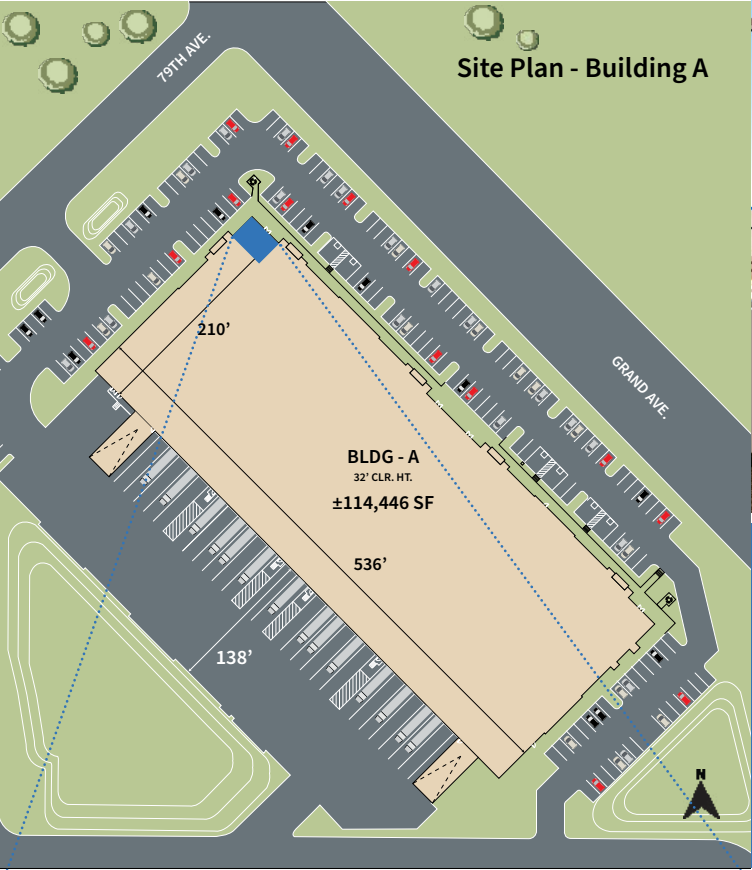 79TH AVE.
Site Plan - Building A
210’
GRAND AVE.
BLDG - A
32’ CLR. HT.
±114,446 SF
536’
138’
N